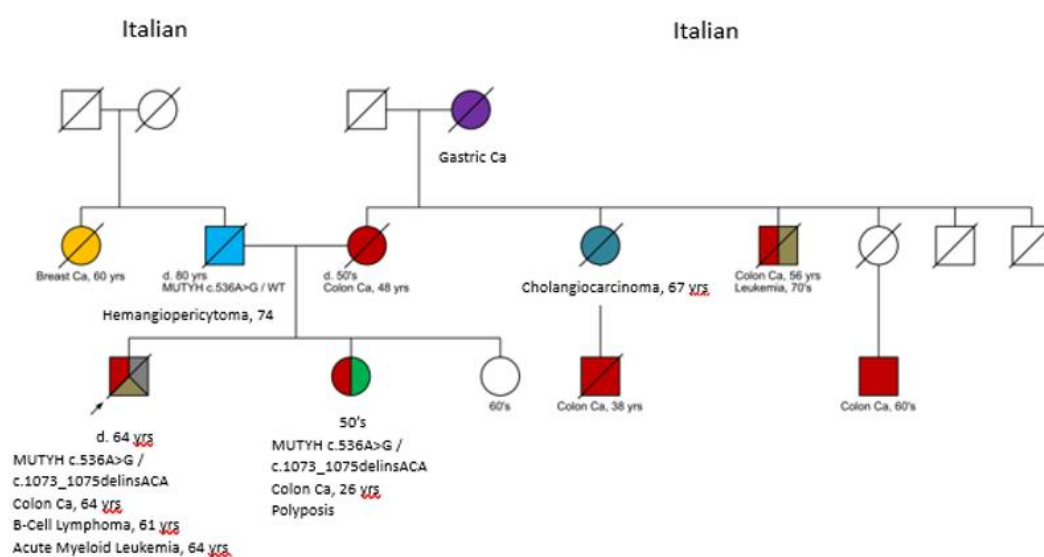 Italian
Italian
Gastric Ca
Breast Ca, 60 yrs
d. 80 yrs
MUTYH c.536A>G / WT
Hemangiopericytoma, 74
d. 50's
Colon Ca, 48 yrs
Cholangiocarcinoma, 67 yrs
Colon Ca, 56 yrs
Leukemia, 70's
d. 64 yrs
MUTYH c.536A>G /
c.1073_1075delinsACA
Colon Ca, 64 yrs
B-Cell Lymphoma, 61 yrs
Acute Myeloid Leukemia, 64 yrs
50's
MUTYH c.536A>G /
c.1073_1075delinsACA
Colon Ca, 26 yrs
Polyposis
60's
Colon Ca, 38 yrs
Colon Ca, 60's